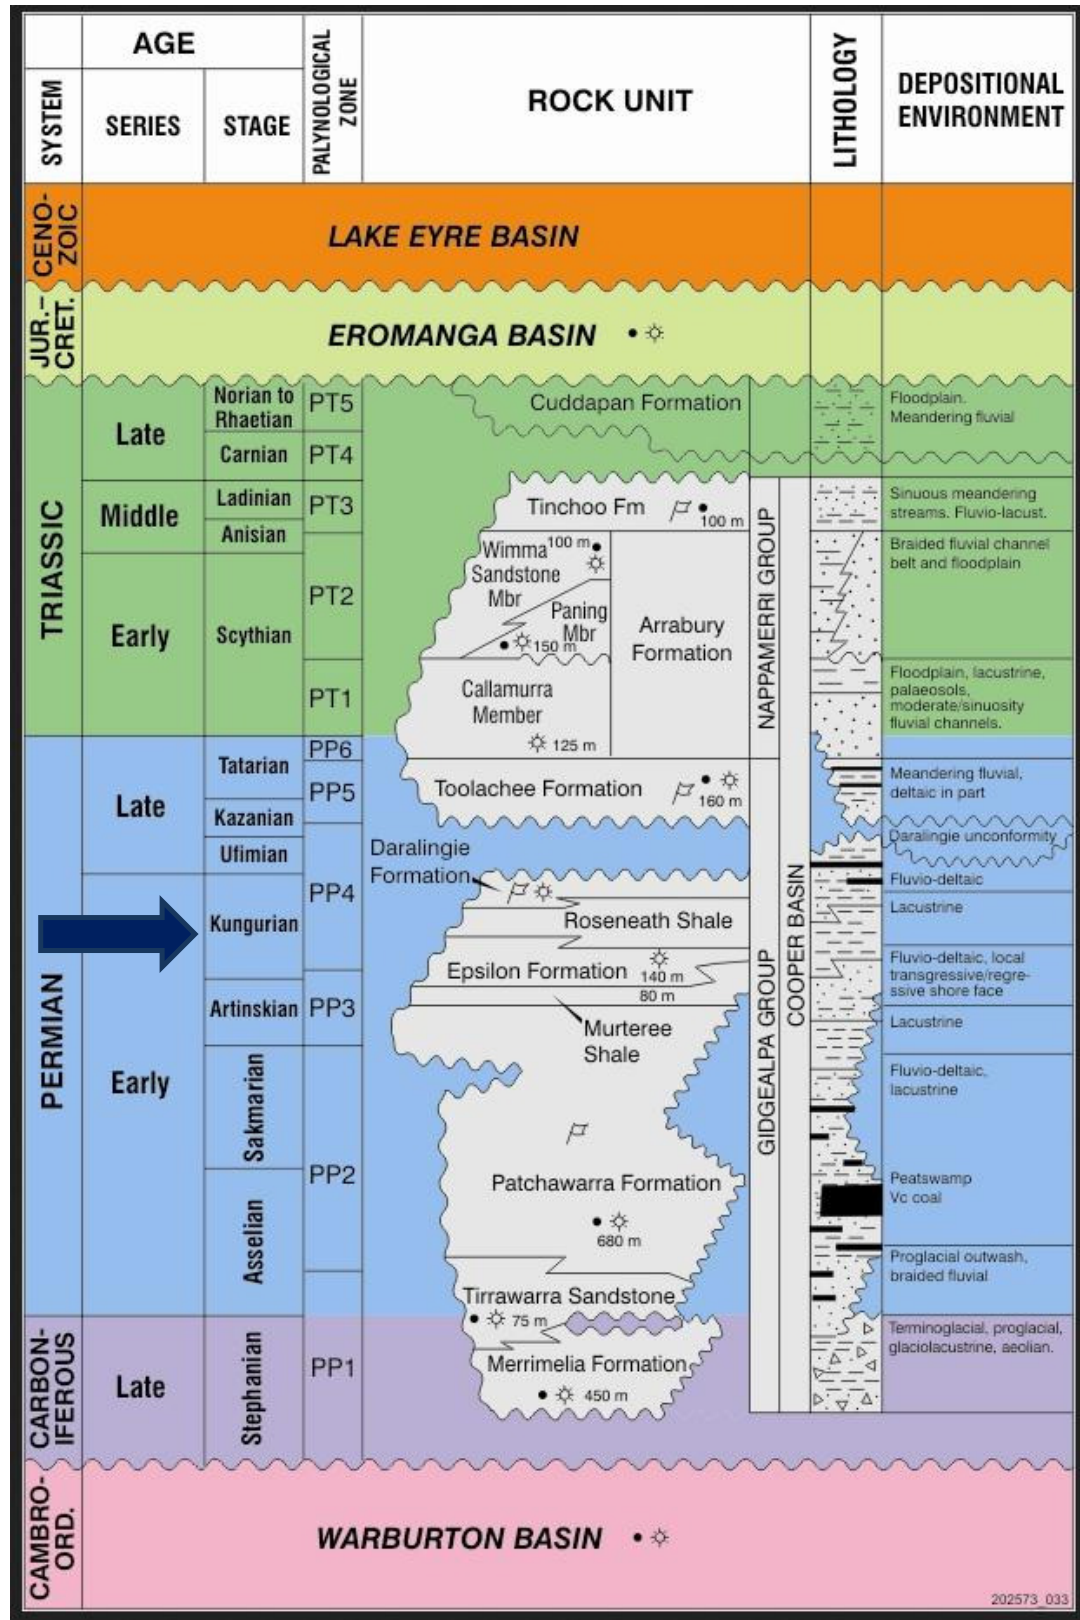 AGE
SYSTEM
SERIES
STAGE
PALYNOLOGICAL
ZONE
ROCK UNIT
LITHOLOGY
DEPOSITIONAL
ENVIRONMENT
CENO-
ZOIC
LAKE EYRE BASIN
JUR.–
CRET.
EROMANGA BASIN
TRIASSIC
Late
Norian to
Rhaetian
PT5
Cuddapan Formation
Floodplain.
Meandering fluvial
Carnian
PT4
Middle
Ladinian
PT3
Tinchoo Fm
100 m
Sinuous meandering
streams. Fluvio-lacust.
Anisian
Early
Scythian
PT2
Wimma
Sandstone
Mbr
100 m
Paning
Mbr
150 m
Arrabury
Formation
NAPPAMERRI GROUP
Braided fluvial channel
belt and floodplain
PT1
Callamurra
Member
125 m
Floodplain, lacustrine,
palaeosols,
moderate/sinuosity
fluvial channels.
PERMIAN
Late
Tatarian
PP6
PP5
Toolachee Formation
160 m
Meandering fluvial,
deltaic in part
Kazanian
Ufimian
Daralingie unconformity
PP4
Daralingie
Formation
Fluvio-deltaic
Early
Kungurian
Roseneath Shale
Lacustrine
Epsilon Formation
140 m
80 m
Fluvio-deltaic, local
transgressive/regre-
ssive shore face
Artinskian
PP3
Murteree
Shale
Lacustrine
GIDGEALPA GROUP
COOPER BASIN
Sakmarian
Fluvio-deltaic,
lacustrine
PP2
Patchawarra Formation
680 m
Peatswamp
Vc coal
Asselian
Tirrawarra Sandstone
75 m
Proglacial outwash,
braided fluvial
CARBON-
IFEROUS
Late
Stephanian
PP1
Merrimelia Formation
450 m
Terminoglacial, proglacial,
glaciolacustrine, aeolian.
CAMBRO-
ORD.
WARBURTON BASIN
202573_033